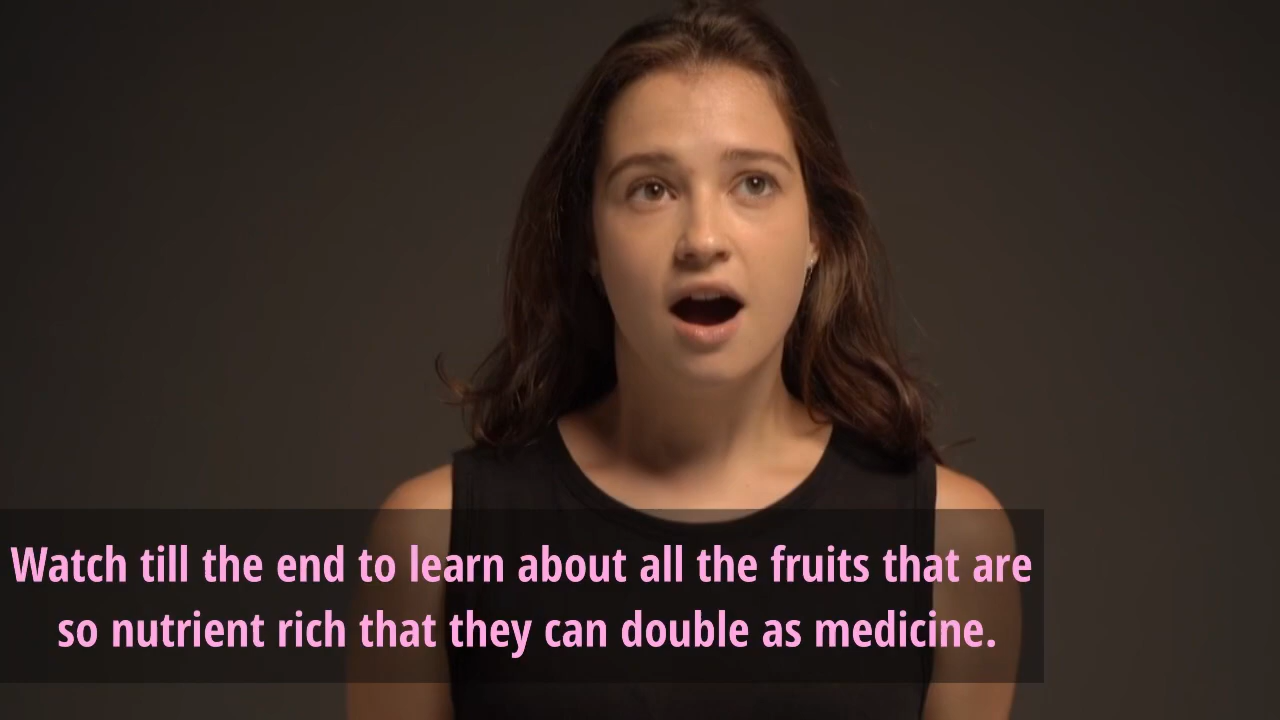 Watch till the end to learn about all the fruits that are
so nutrient rich that they can double as medicine.